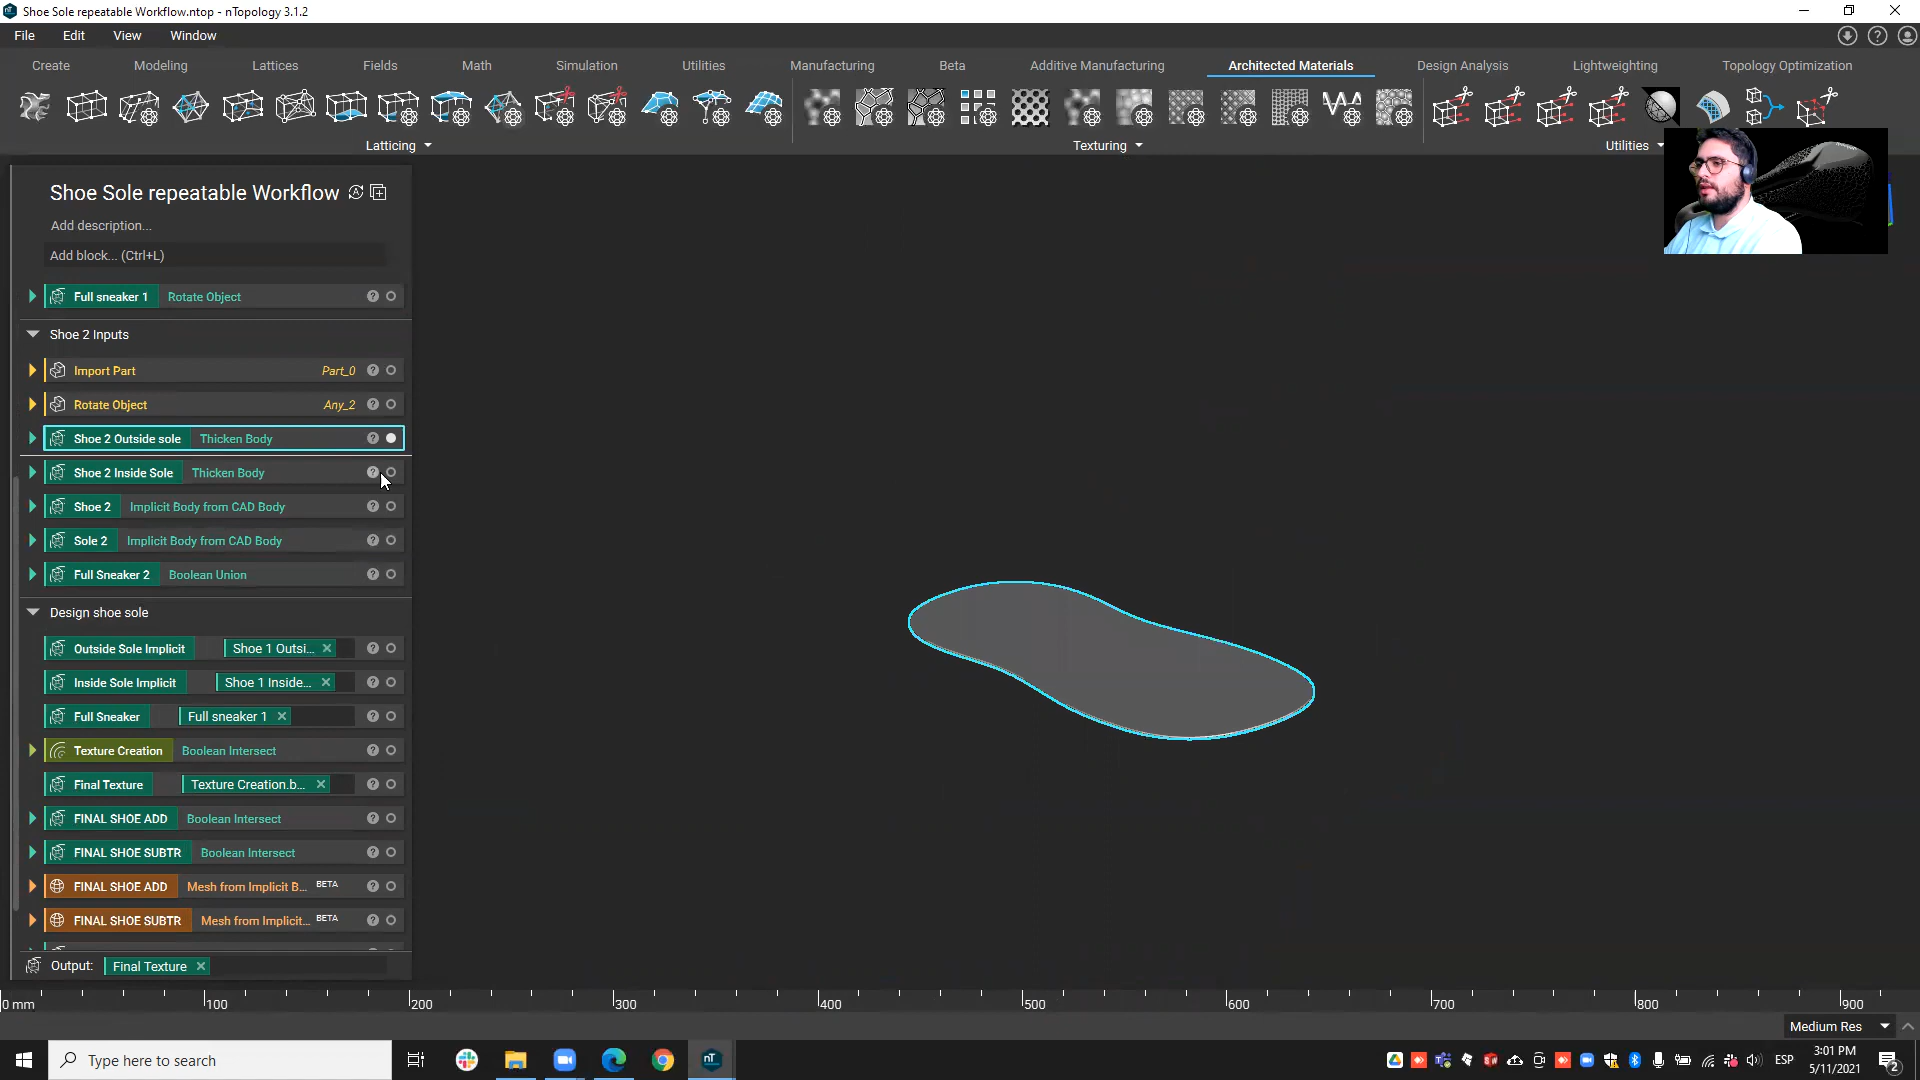 Shoe Sole repeatable Workflow.ntop - nTopology 3.1.2
File Edit View Window
Create Modeling Lattices Fields Math Simulation Utilities Manufacturing Beta Additive Manufacturing Architected Materials Design Analysis Lightweighting Topology Optimization
Latticing Texturing Utilities
Shoe Sole repeatable Workflow
Add description...
Add block... (Ctrl+L)
Full sneaker 1 Rotate Object
Shoe 2 Inputs
Import Part Part_0
Rotate Object Any_2
Shoe 2 Outside sole Thicken Body
Shoe 2 Inside Sole Thicken Body
Shoe 2 Implicit Body from CAD Body
Sole 2 Implicit Body from CAD Body
Full Sneaker 2 Boolean Union
Design shoe sole
Outside Sole Implicit Shoe 1 Outsi...
Inside Sole Implicit Shoe 1 Inside...
Full Sneaker Full sneaker 1
Texture Creation Boolean Intersect
Final Texture Texture Creation.b...
FINAL SHOE ADD Boolean Intersect
FINAL SHOE SUBTR Boolean Intersect
FINAL SHOE ADD Mesh from Implicit B... BETA
FINAL SHOE SUBTR Mesh from Implicit... BETA
Output: Final Texture
0 mm 100 200 300 400 500 600 700 800 900
Medium Res
Type here to search
nT
ESP
3:01 PM
5/11/2021
2